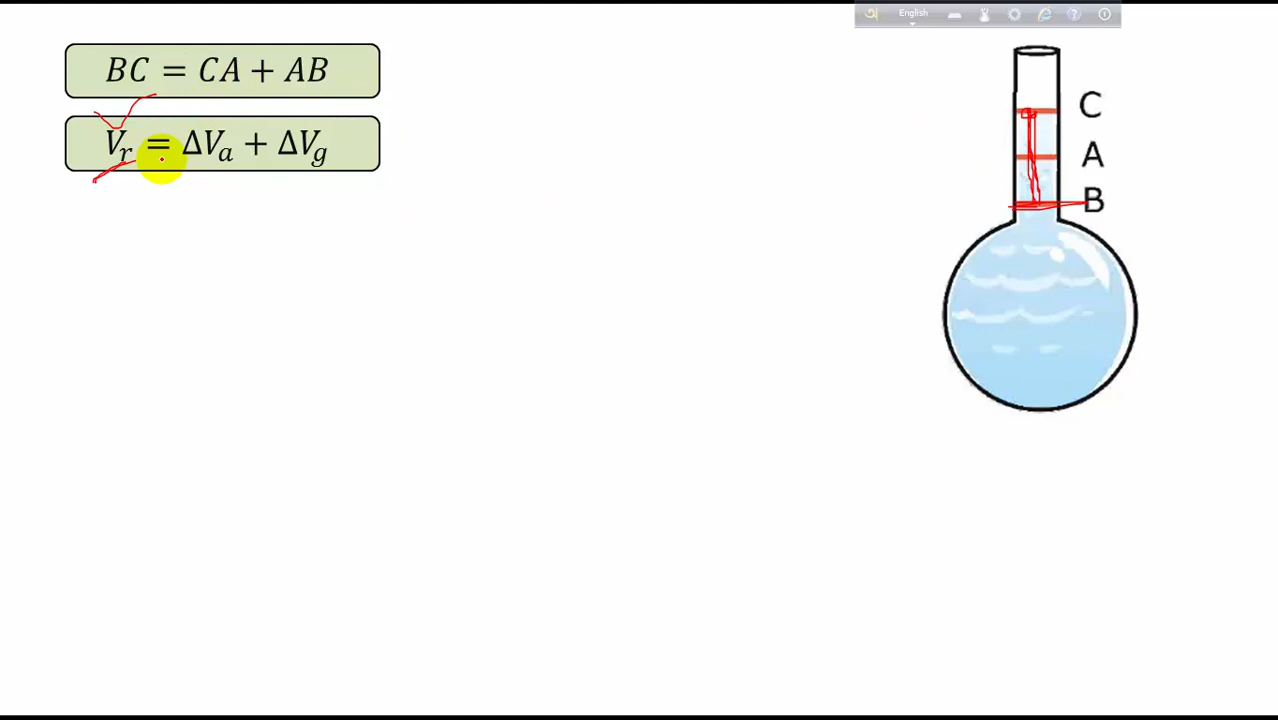 অ English
BC = CA + AB
V_r = ΔV_a + ΔV_g
C
A
B